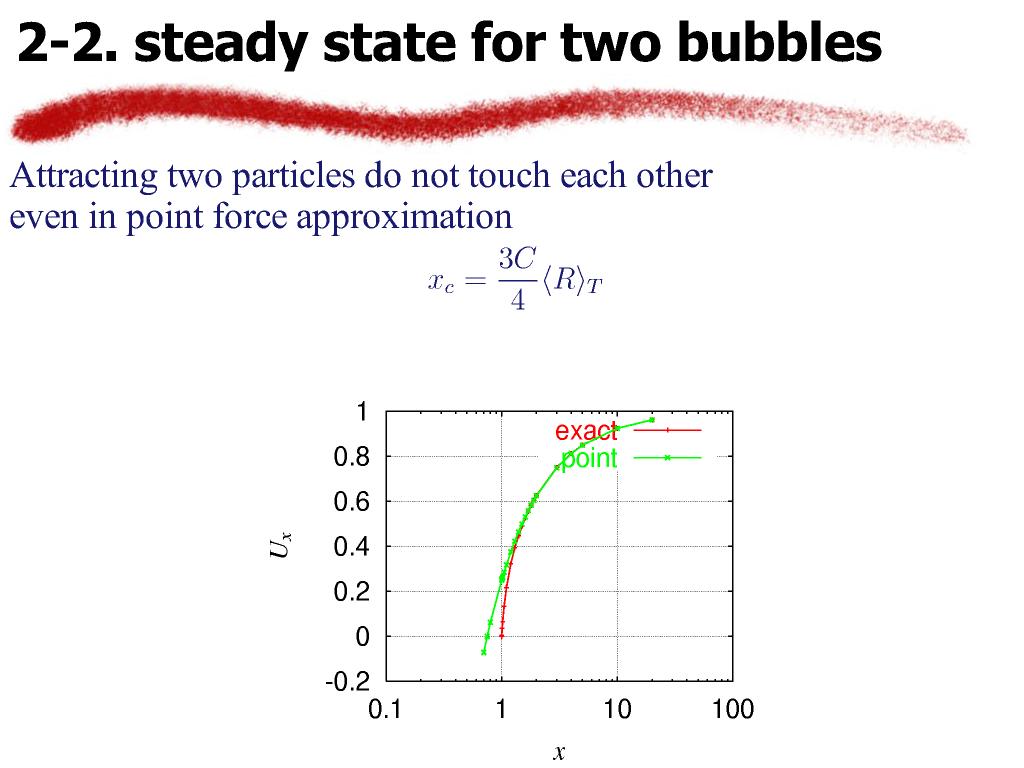 2-2. steady state for two bubbles
Attracting two particles do not touch each other
even in point force approximation
x_c = \frac{3C}{4} ⟨R⟩_T
1
0.8
0.6
0.4
0.2
0
-0.2
U_x
exact
point
0.1 1 10 100
x